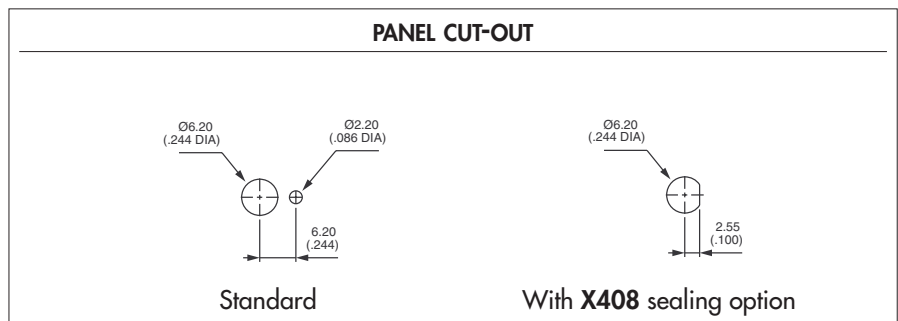 PANEL CUT-OUT
Ø6.20
(.244 DIA)
Ø2.20
(.086 DIA)
6.20
(.244)
Standard
Ø6.20
(.244 DIA)
2.55
(.100)
With X408 sealing option